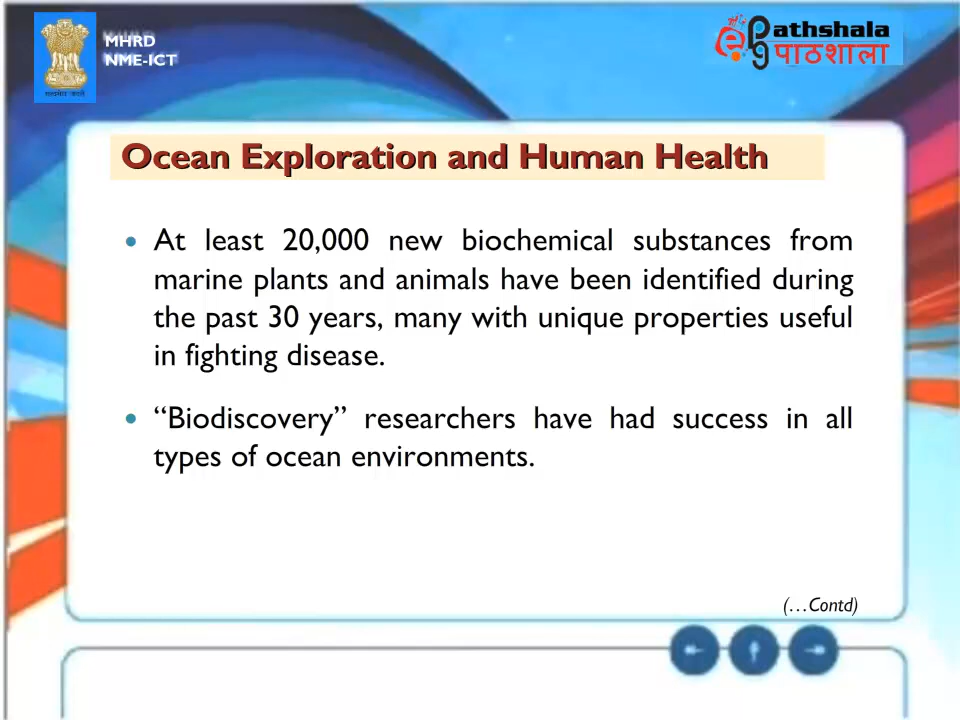 MHRD
NME-ICT
ePG Pathshala
पाठशाला
Ocean Exploration and Human Health
• At least 20,000 new biochemical substances from
marine plants and animals have been identified during
the past 30 years, many with unique properties useful
in fighting disease.
• “Biodiscovery” researchers have had success in all
types of ocean environments.
(…Contd)